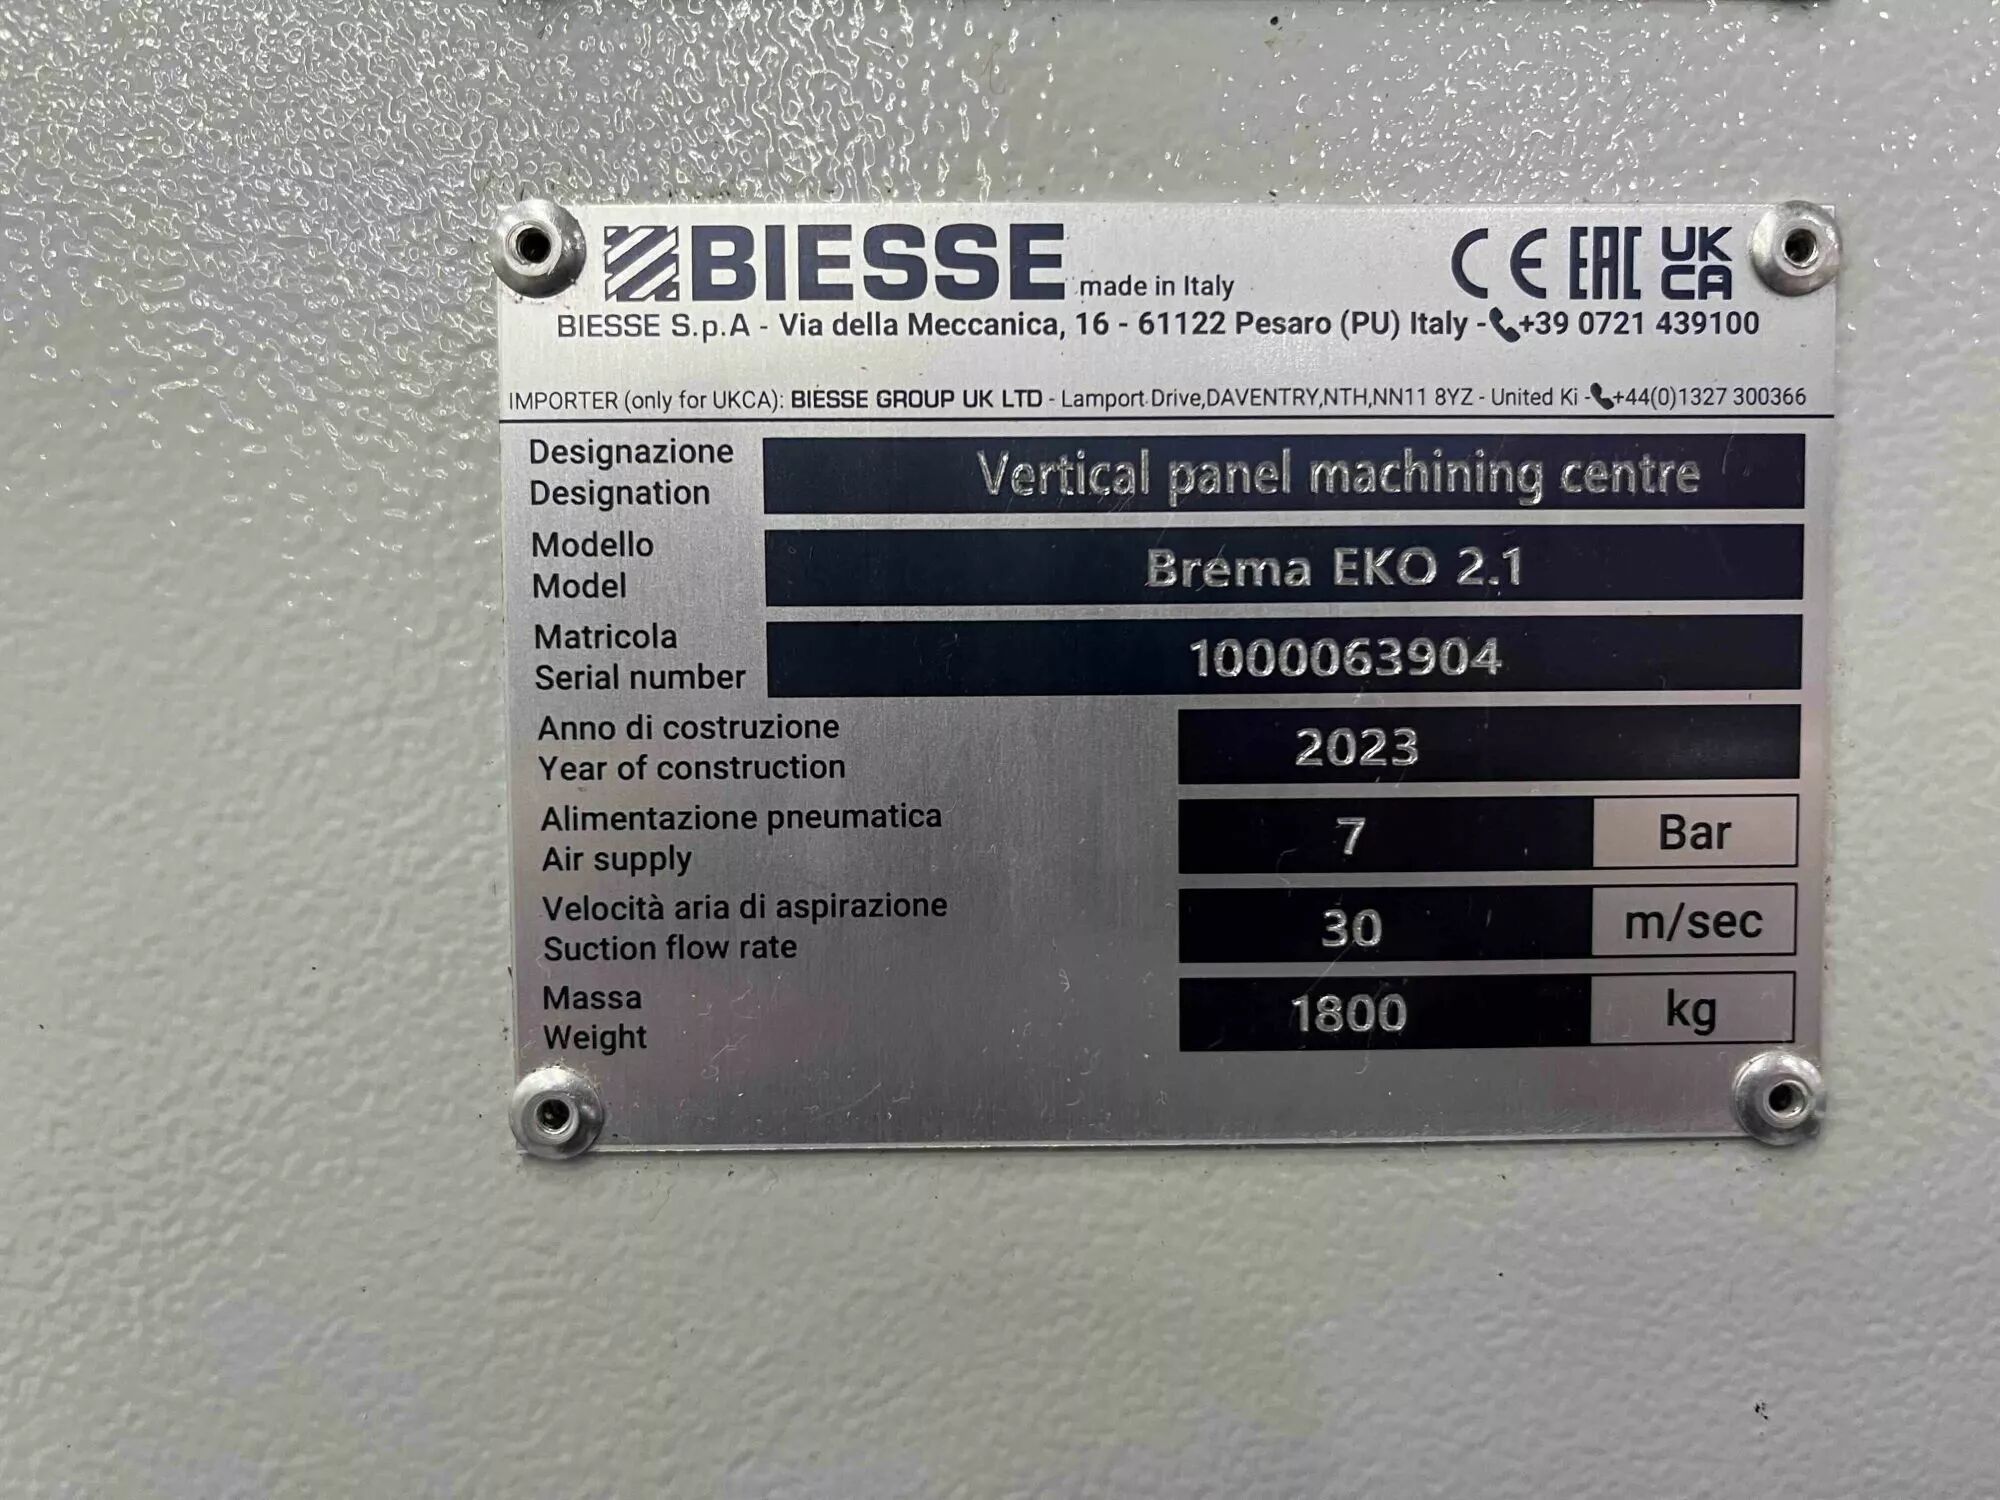 BIESSE made in Italy CE EAC UK CA
BIESSE S.p.A - Via della Meccanica, 16 - 61122 Pesaro (PU) Italy - +39 0721 439100
IMPORTER (only for UKCA): BIESSE GROUP UK LTD - Lamport Drive,DAVENTRY,NTH,NN11 8YZ - United Ki - +44(0)1327 300366
Designazione
Designation
Vertical panel machining centre
Modello
Model
Brema EKO 2.1
Matricola
Serial number
1000063904
Anno di costruzione
Year of construction
2023
Alimentazione pneumatica
Air supply
7 Bar
Velocità aria di aspirazione
Suction flow rate
30 m/sec
Massa
Weight
1800 kg